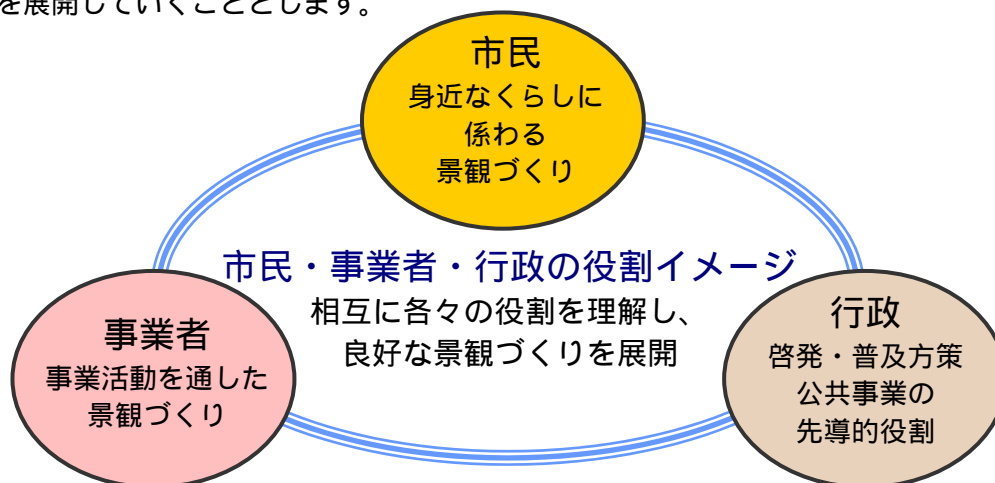 を展開していくこととします。
市民
身近なくらしに
係わる
景観づくり
市民・事業者・行政の役割イメージ
相互に各々の役割を理解し、
良好な景観づくりを展開
事業者
事業活動を通した
景観づくり
行政
啓発・普及方策
公共事業の
先導的役割